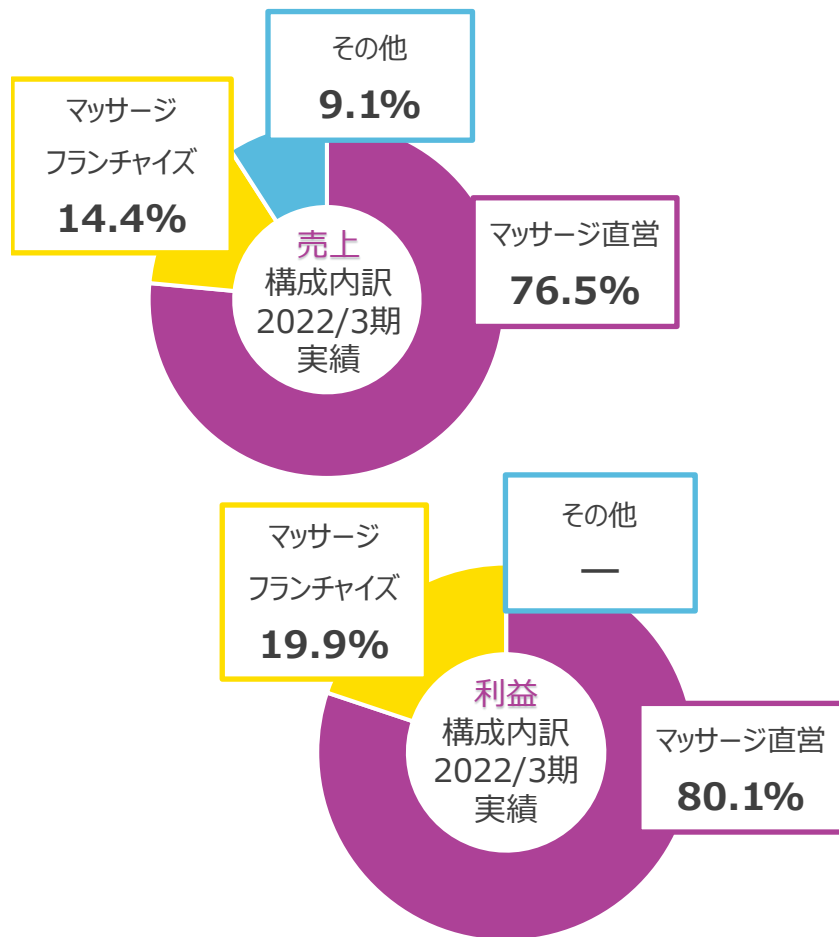 その他
9.1%
マッサージ
フランチャイズ
14.4%
マッサージ直営
76.5%
売上
構成内訳
2022/3期
実績
その他
―
マッサージ
フランチャイズ
19.9%
マッサージ直営
80.1%
利益
構成内訳
2022/3期
実績